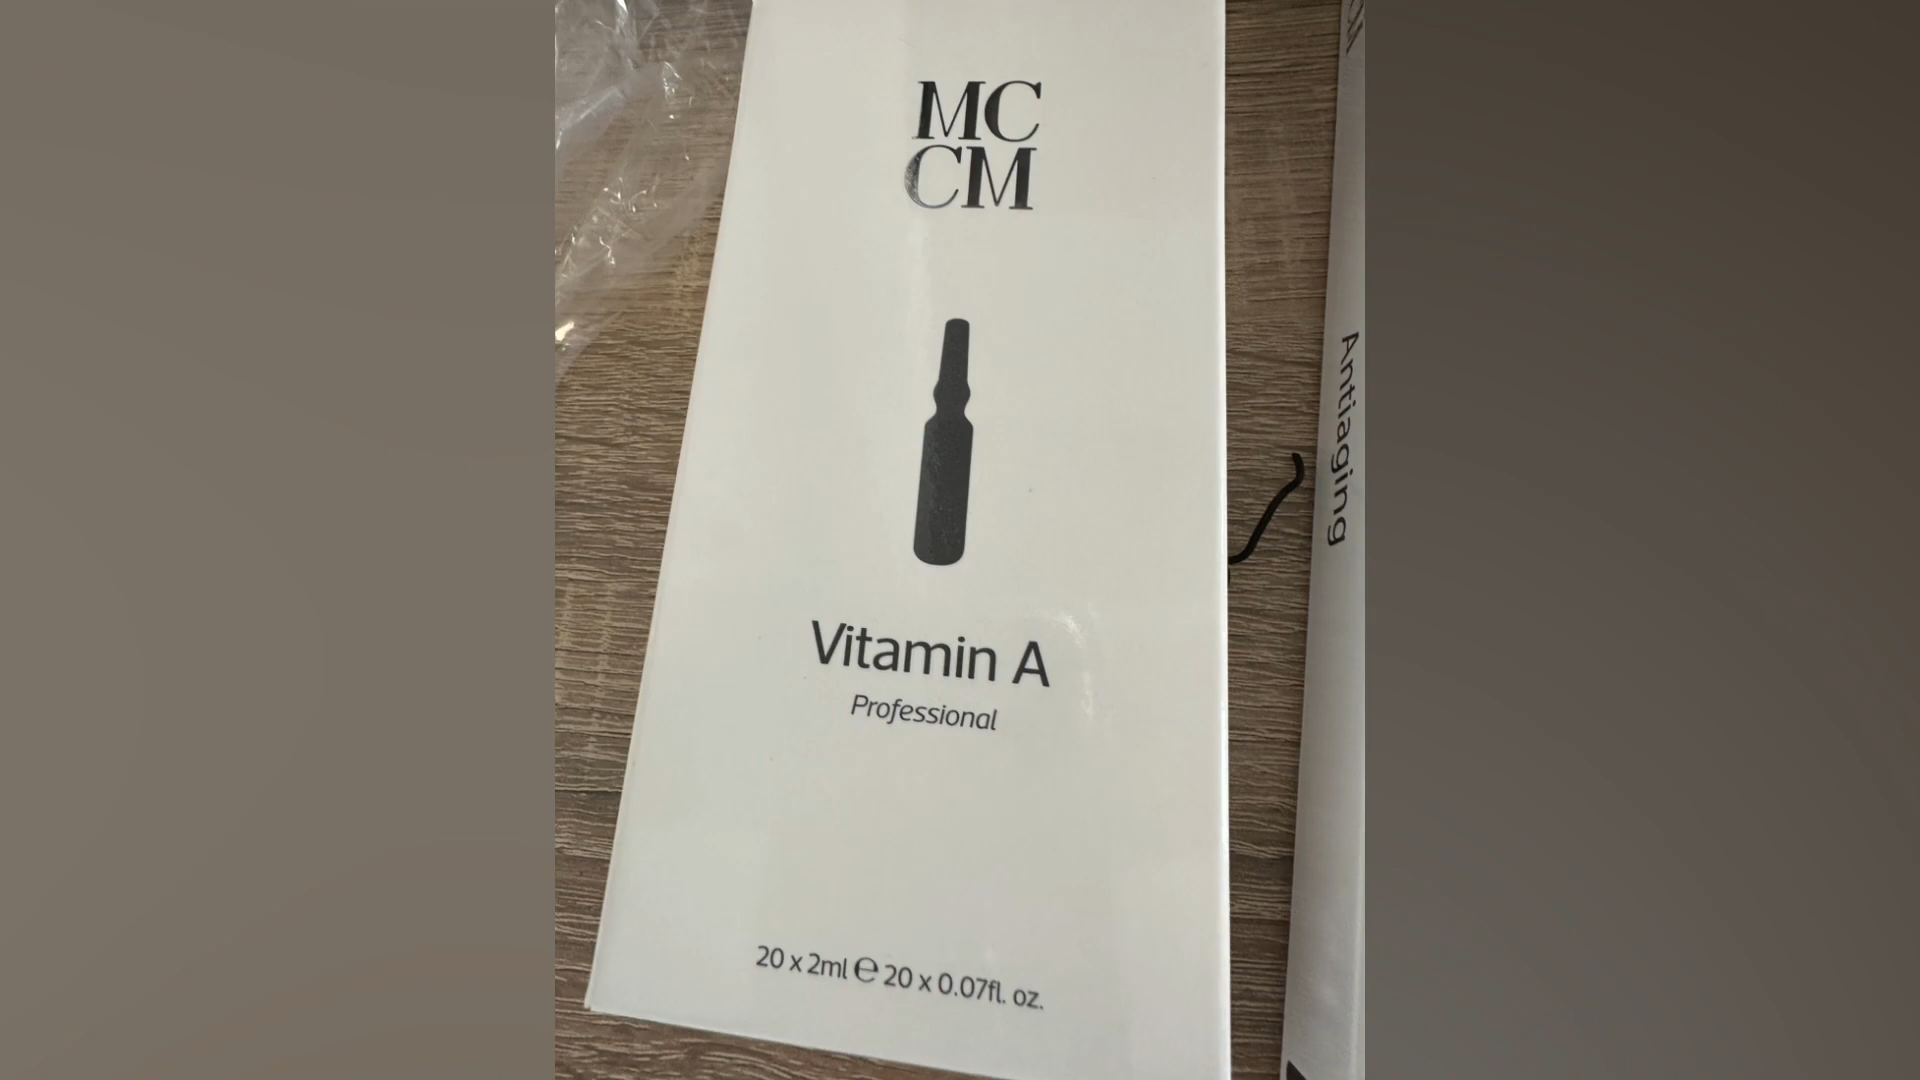 MC
CM
Vitamin A
Professional
20 x 2ml ℮ 20 x 0.07fl. oz.
Antiaging